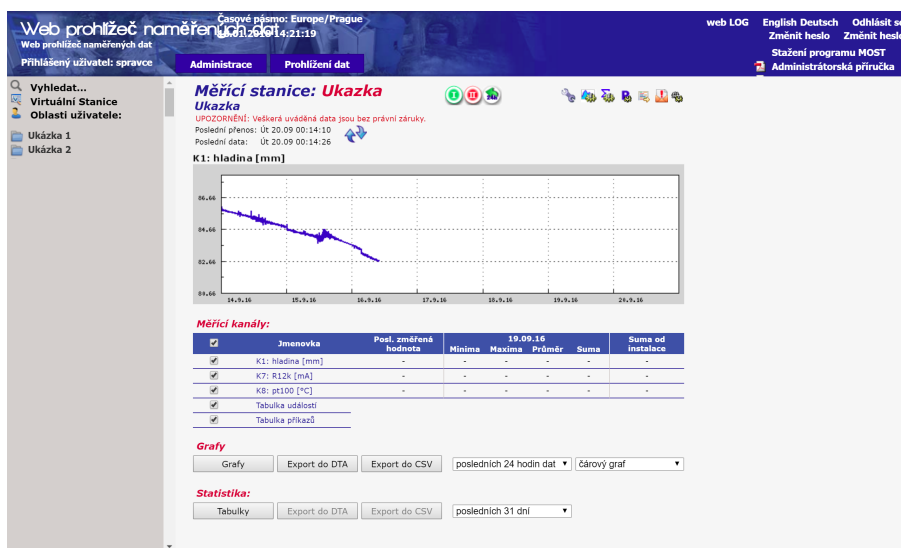 Web prohlížeč naměřených dat
Časové pásmo: Europe/Prague
14:21:19
Web prohlížeč naměřených dat
Přihlášený uživatel: spravce
Administrace
Prohlížení dat
web LOG
English Deutsch
Odhlásit se
Změnit heslo
Změnit heslo
Stažení programu MOST
Administrátorská příručka
Vyhledat...
Virtuální Stanice
Oblasti uživatele:
Ukázka 1
Ukázka 2
Měřící stanice: Ukazka
Ukazka
UPOZORNĚNÍ: Veškerá uváděná data jsou bez právní záruky.
Poslední přenos: Út 20.09 00:14:10
Poslední data: Út 20.09 00:14:26
K1: hladina [mm]
86.66
84.66
82.66
80.66
14.9.16 15.9.16 16.9.16 17.9.16 18.9.16 19.9.16 20.9.16
Měřící kanály:
Jmenovka
Posl. změřená hodnota
19.09.16
Minima Maxima Průměr Suma
Suma od instalace
K1: hladina [mm] - - - - - -
K7: R12k [mA] - - - - - -
K8: pt100 [°C] - - - - - -
Tabulka událostí
Tabulka příkazů
Grafy
Grafy
Export do DTA
Export do CSV
posledních 24 hodin dat
čárový graf
Statistika:
Tabulky
Export do DTA
Export do CSV
posledních 31 dní